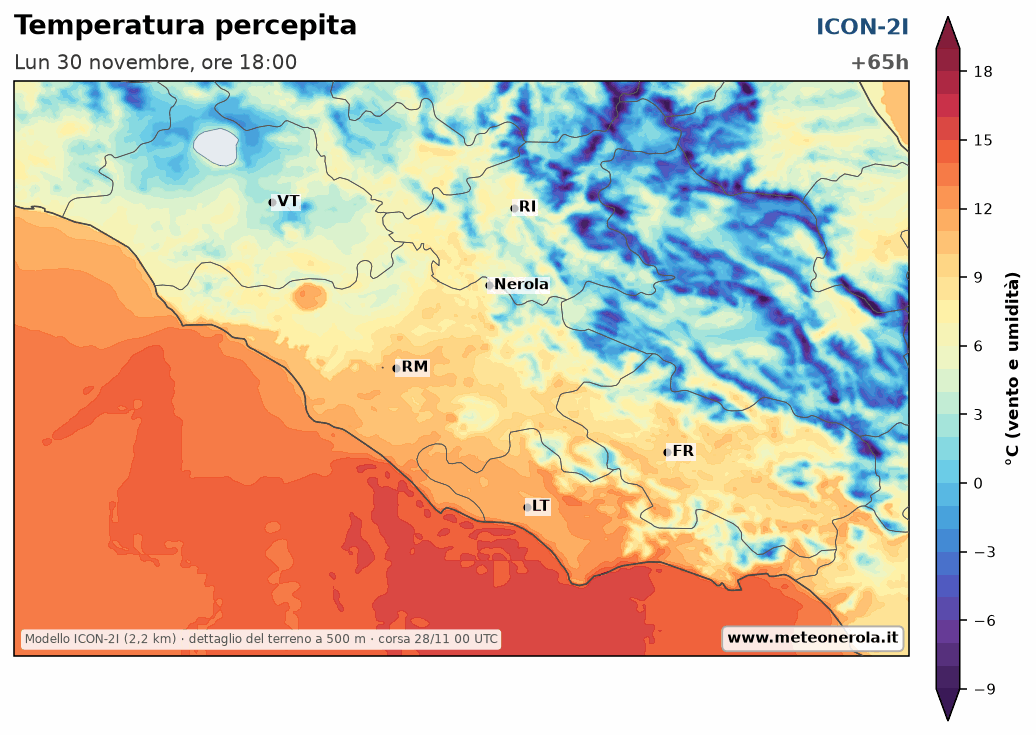 Temperatura percepita
ICON-2I
Lun 30 novembre, ore 18:00
+65h
VT
RI
Nerola
RM
FR
LT
18
15
12
9
6
3
0
−3
−6
−9
°C (vento e umidità)
Modello ICON-2I (2,2 km) · dettaglio del terreno a 500 m · corsa 28/11 00 UTC
www.meteonerola.it